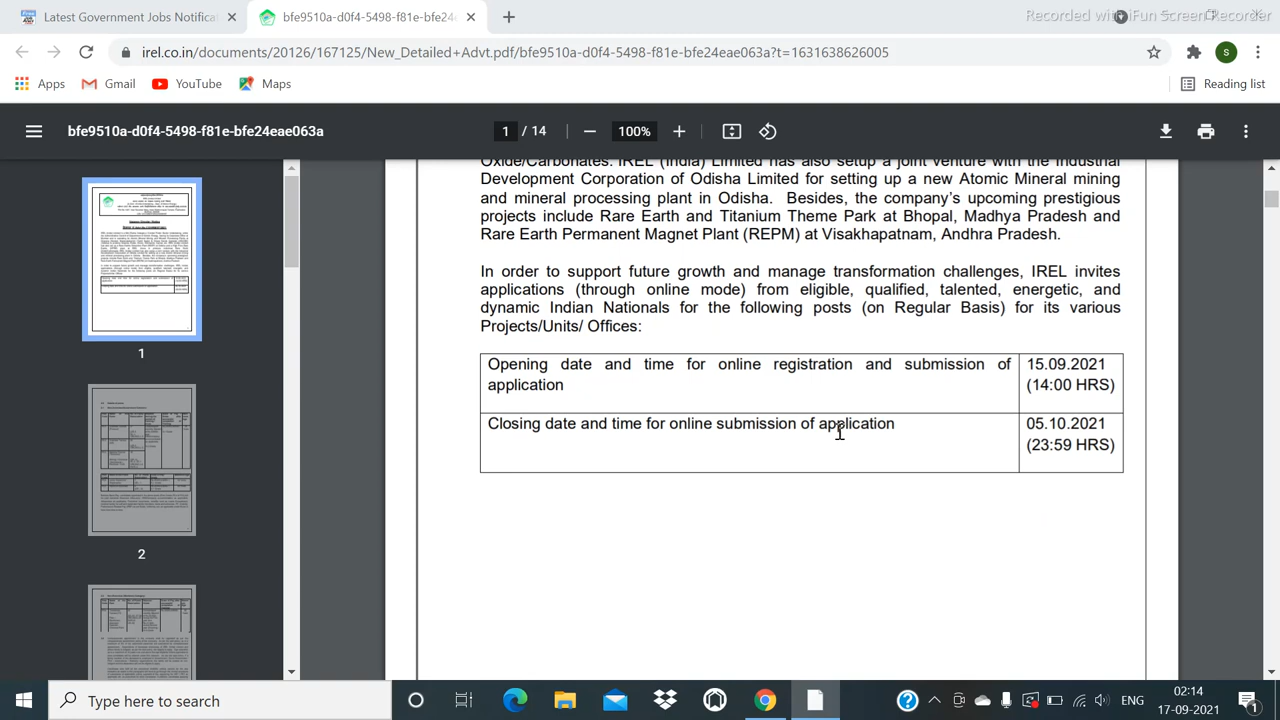 Latest Government Jobs Notificat
bfe9510a-d0f4-5498-f81e-bfe24
Recorded with iFun Screen Recorder
irel.co.in/documents/20126/167125/New_Detailed+Advt.pdf/bfe9510a-d0f4-5498-f81e-bfe24eae063a?t=1631638626005
S
Apps
Gmail
YouTube
Maps
Reading list
bfe9510a-d0f4-5498-f81e-bfe24eae063a
1 / 14
100%
Oxide/Carbonates. IREL (India) Limited has also setup a joint venture with the Industrial
Development Corporation of Odisha Limited for setting up a new Atomic Mineral mining
and mineral processing plant in Odisha. Besides, the company's upcoming prestigious
projects include Rare Earth and Titanium Theme Park at Bhopal, Madhya Pradesh and
Rare Earth Permanent Magnet Plant (REPM) at Visakhapatnam, Andhra Pradesh.
In order to support future growth and manage transformation challenges, IREL invites
applications (through online mode) from eligible, qualified, talented, energetic, and
dynamic Indian Nationals for the following posts (on Regular Basis) for its various
Projects/Units/ Offices:
Opening date and time for online registration and submission of
application
15.09.2021
(14:00 HRS)
Closing date and time for online submission of application
05.10.2021
(23:59 HRS)
1
2
Type here to search
ENG
02:14
17-09-2021
1